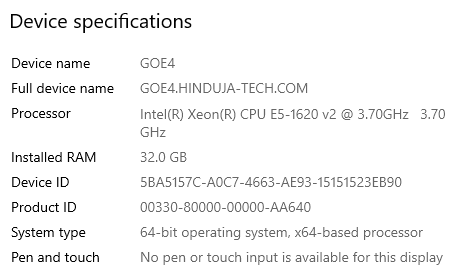 Device specifications
Device name GOE4
Full device name GOE4.HINDUJA-TECH.COM
Processor Intel(R) Xeon(R) CPU E5-1620 v2 @ 3.70GHz 3.70
GHz
Installed RAM 32.0 GB
Device ID 5BA5157C-A0C7-4663-AE93-15151523EB90
Product ID 00330-80000-00000-AA640
System type 64-bit operating system, x64-based processor
Pen and touch No pen or touch input is available for this display